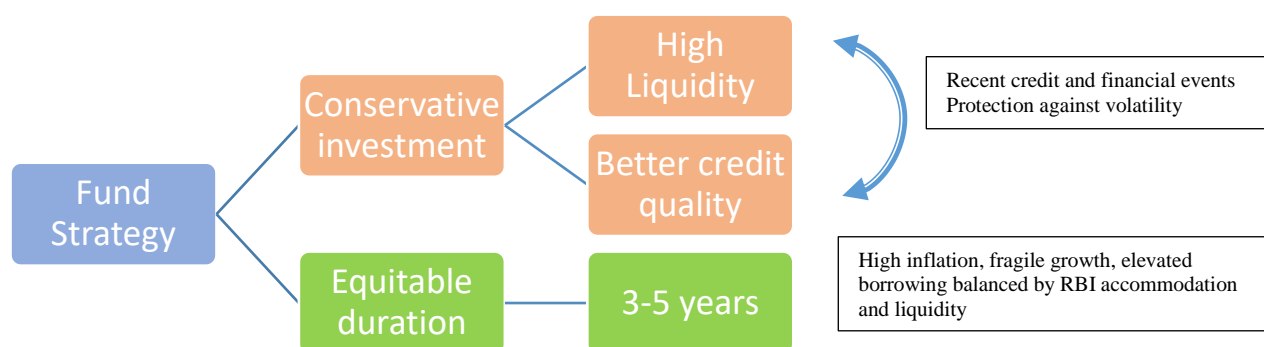 Fund
Strategy
Conservative
investment
High
Liquidity
Better credit
quality
Equitable
duration
3-5 years
Recent credit and financial events
Protection against volatility
High inflation, fragile growth, elevated
borrowing balanced by RBI accommodation
and liquidity